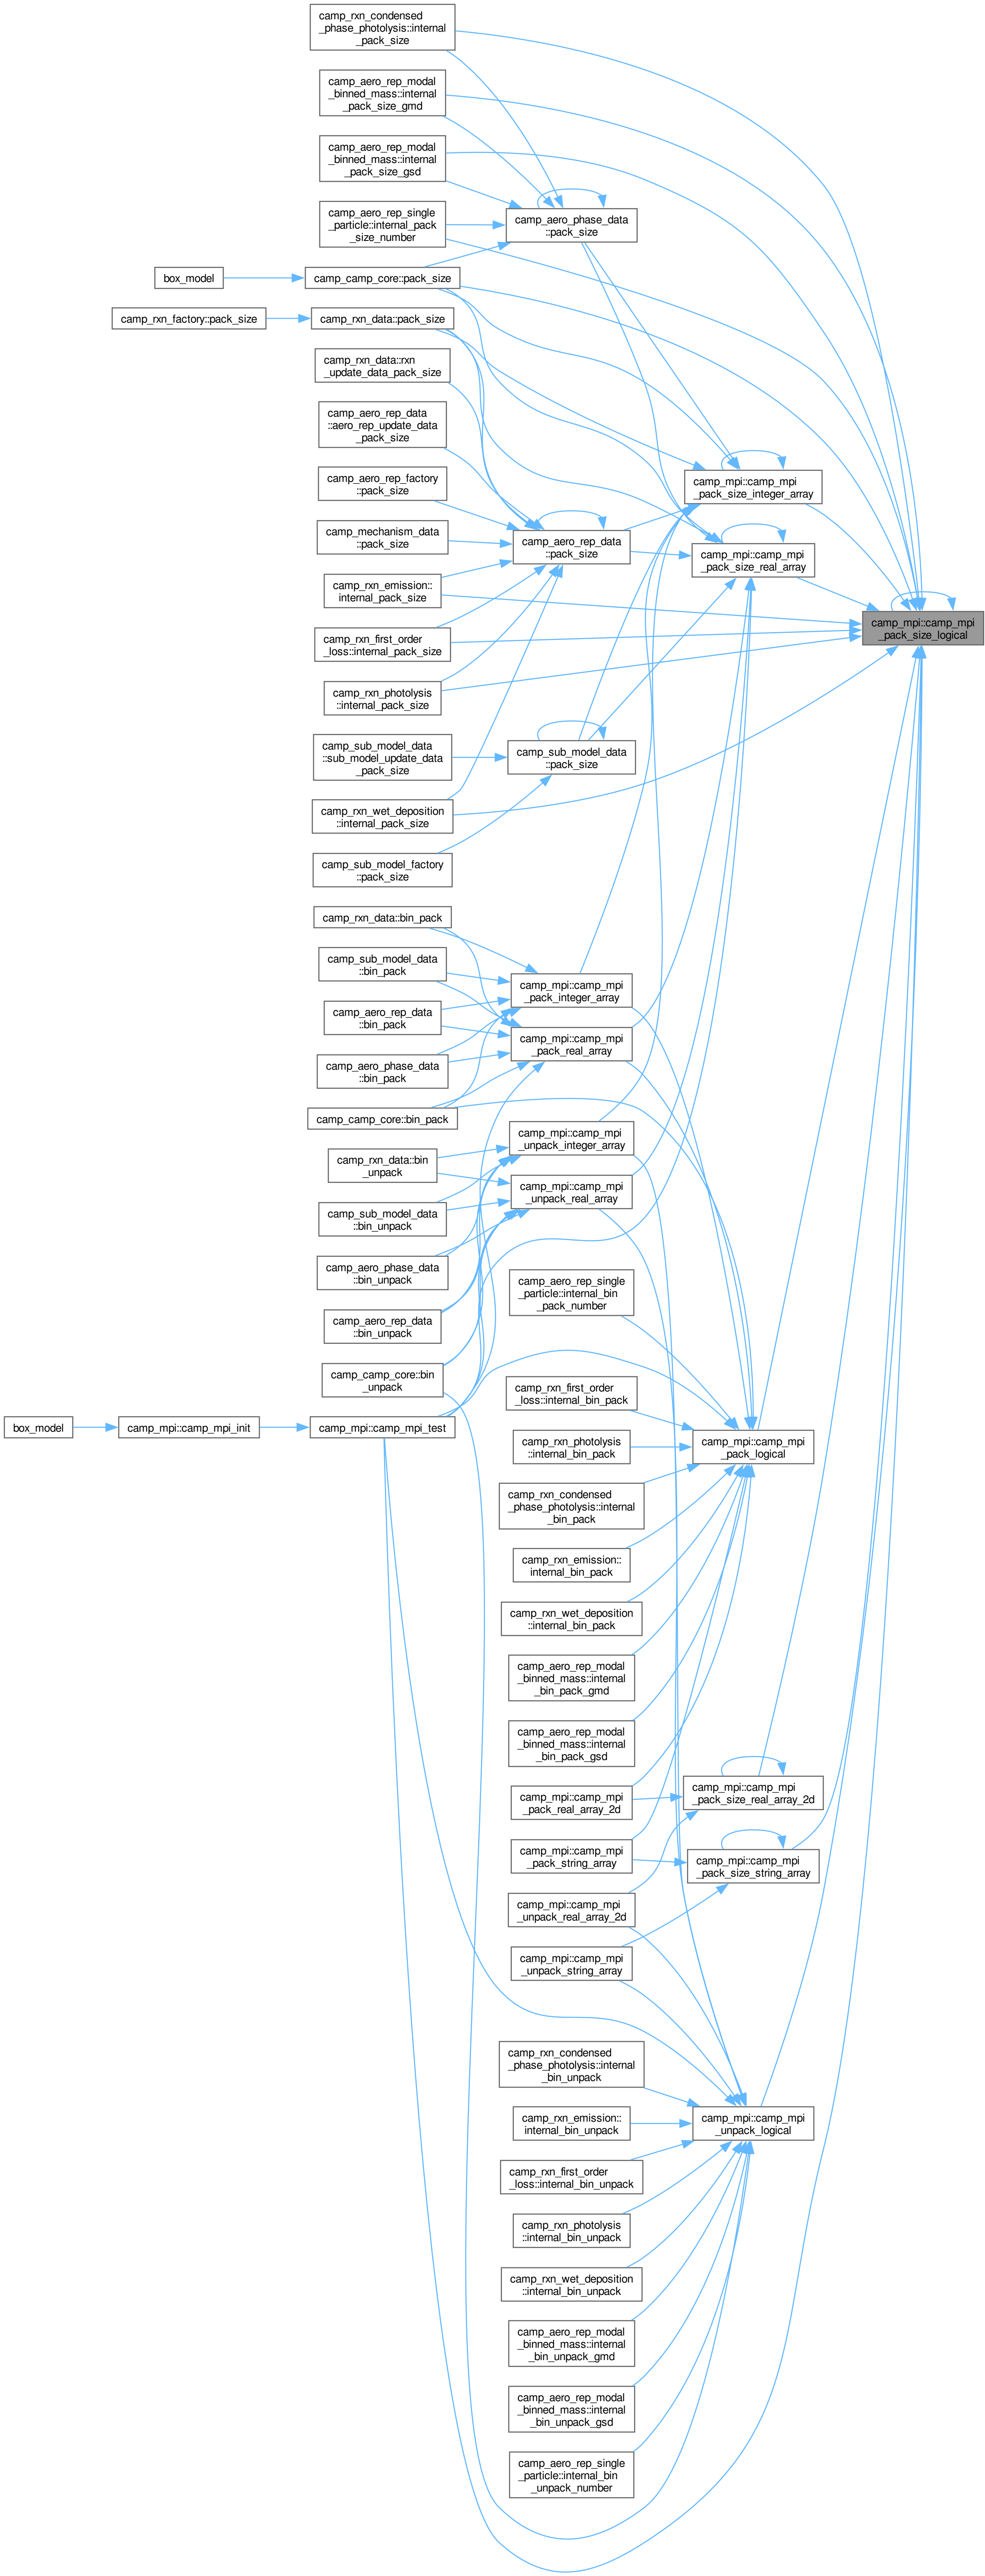 camp_rxn_condensed
_phase_photolysis::internal
_pack_size
camp_aero_rep_modal
_binned_mass::internal
_pack_size_gmd
camp_aero_rep_modal
_binned_mass::internal
_pack_size_gsd
camp_aero_rep_single
_particle::internal_pack
_size_number
camp_aero_phase_data
::pack_size
box_model
camp_camp_core::pack_size
camp_rxn_factory::pack_size
camp_rxn_data::pack_size
camp_rxn_data::rxn
_update_data_pack_size
camp_aero_rep_data
::aero_rep_update_data
_pack_size
camp_aero_rep_factory
::pack_size
camp_mpi::camp_mpi
_pack_size_integer_array
camp_mechanism_data
::pack_size
camp_aero_rep_data
::pack_size
camp_mpi::camp_mpi
_pack_size_real_array
camp_rxn_emission::
internal_pack_size
camp_mpi::camp_mpi
_pack_size_logical
camp_rxn_first_order
_loss::internal_pack_size
camp_rxn_photolysis
::internal_pack_size
camp_sub_model_data
::sub_model_update_data
_pack_size
camp_sub_model_data
::pack_size
camp_rxn_wet_deposition
::internal_pack_size
camp_sub_model_factory
::pack_size
camp_rxn_data::bin_pack
camp_sub_model_data
::bin_pack
camp_mpi::camp_mpi
_pack_integer_array
camp_aero_rep_data
::bin_pack
camp_mpi::camp_mpi
_pack_real_array
camp_aero_phase_data
::bin_pack
camp_camp_core::bin_pack
camp_mpi::camp_mpi
_unpack_integer_array
camp_rxn_data::bin
_unpack
camp_mpi::camp_mpi
_unpack_real_array
camp_sub_model_data
::bin_unpack
camp_aero_phase_data
::bin_unpack
camp_aero_rep_single
_particle::internal_bin
_pack_number
camp_aero_rep_data
::bin_unpack
camp_camp_core::bin
_unpack
camp_rxn_first_order
_loss::internal_bin_pack
box_model
camp_mpi::camp_mpi_init
camp_mpi::camp_mpi_test
camp_rxn_photolysis
::internal_bin_pack
camp_mpi::camp_mpi
_pack_logical
camp_rxn_condensed
_phase_photolysis::internal
_bin_pack
camp_rxn_emission::
internal_bin_pack
camp_rxn_wet_deposition
::internal_bin_pack
camp_aero_rep_modal
_binned_mass::internal
_bin_pack_gmd
camp_aero_rep_modal
_binned_mass::internal
_bin_pack_gsd
camp_mpi::camp_mpi
_pack_real_array_2d
camp_mpi::camp_mpi
_pack_size_real_array_2d
camp_mpi::camp_mpi
_pack_string_array
camp_mpi::camp_mpi
_pack_size_string_array
camp_mpi::camp_mpi
_unpack_real_array_2d
camp_mpi::camp_mpi
_unpack_string_array
camp_rxn_condensed
_phase_photolysis::internal
_bin_unpack
camp_rxn_emission::
internal_bin_unpack
camp_mpi::camp_mpi
_unpack_logical
camp_rxn_first_order
_loss::internal_bin_unpack
camp_rxn_photolysis
::internal_bin_unpack
camp_rxn_wet_deposition
::internal_bin_unpack
camp_aero_rep_modal
_binned_mass::internal
_bin_unpack_gmd
camp_aero_rep_modal
_binned_mass::internal
_bin_unpack_gsd
camp_aero_rep_single
_particle::internal_bin
_unpack_number